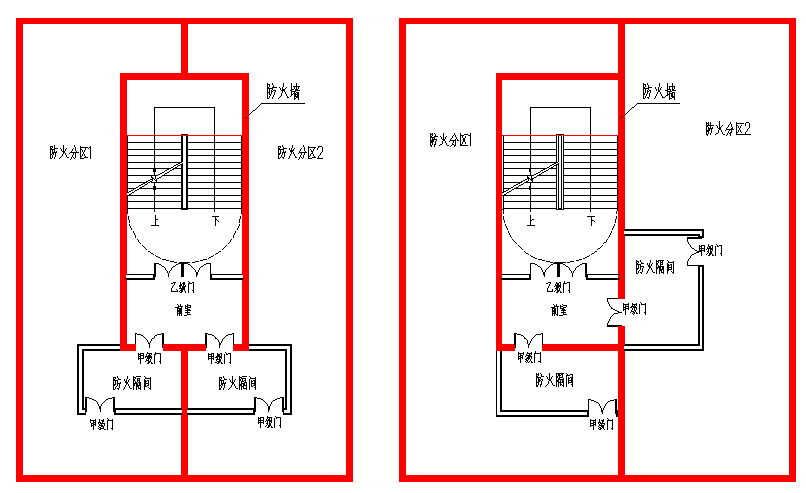 防火墙
防火分区1
防火分区2
上
下
乙级门
前室
甲级门
甲级门
防火隔间
防火隔间
甲级门
甲级门
防火墙
防火分区1
防火分区2
上
下
防火隔间
甲级门
乙级门
前室
甲级门
甲级门
防火隔间
甲级门